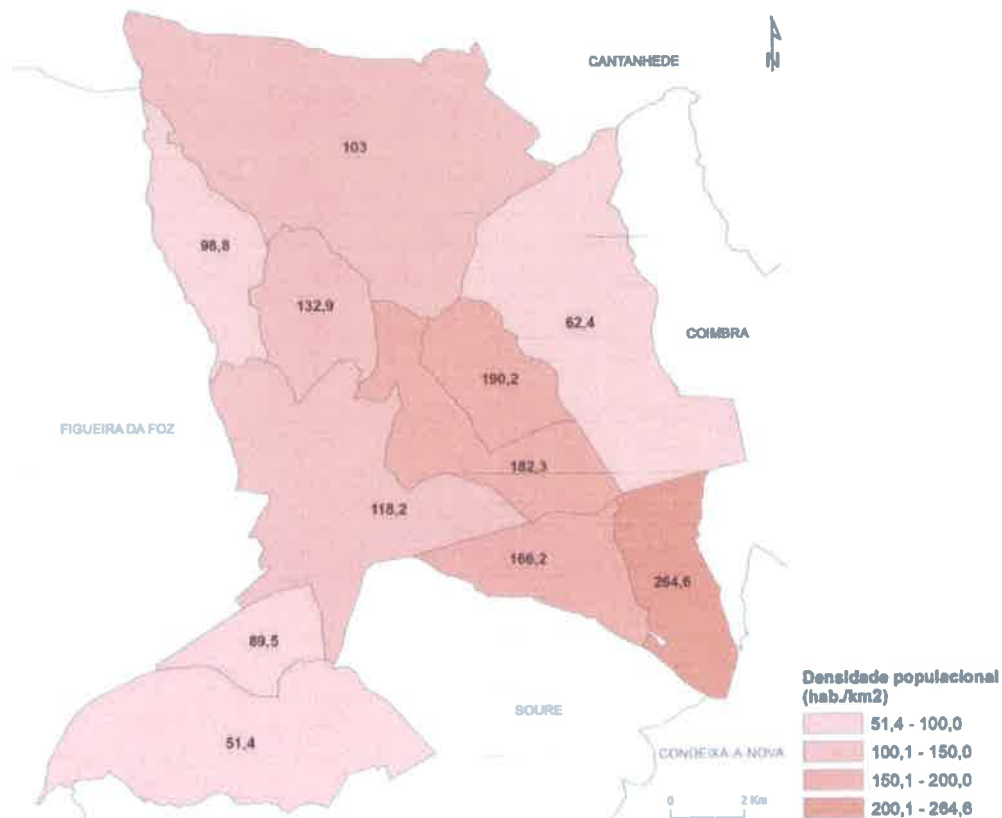 N
CANTANHEDE
103
98,8
132,9
62,4
COIMBRA
190,2
FIGUEIRA DA FOZ
182,3
118,2
166,2
264,6
89,5
SOURE
51,4
CONDEIXA-A-NOVA
0 2 Km
Densidade populacional
(hab./km2)
51,4 - 100,0
100,1 - 150,0
150,1 - 200,0
200,1 - 264,6